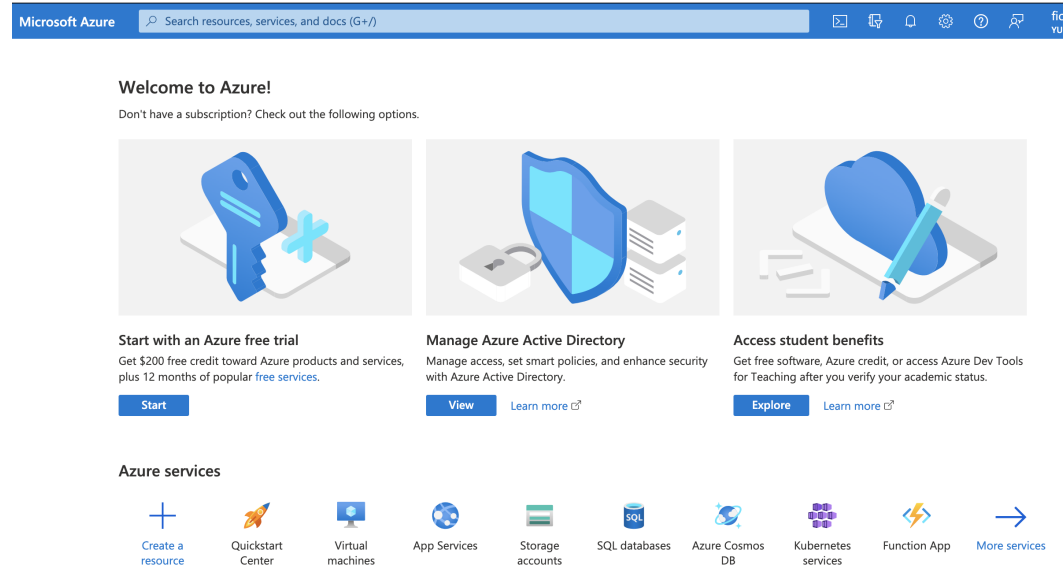 Microsoft Azure
Search resources, services, and docs (G+/)
Welcome to Azure!
Don't have a subscription? Check out the following options.
Start with an Azure free trial
Get $200 free credit toward Azure products and services,
plus 12 months of popular free services.
Start
Manage Azure Active Directory
Manage access, set smart policies, and enhance security
with Azure Active Directory.
View
Learn more
Access student benefits
Get free software, Azure credit, or access Azure Dev Tools
for Teaching after you verify your academic status.
Explore
Learn more
Azure services
Create a
resource
Quickstart
Center
Virtual
machines
App Services
Storage
accounts
SQL
SQL databases
Azure Cosmos
DB
Kubernetes
services
Function App
More services